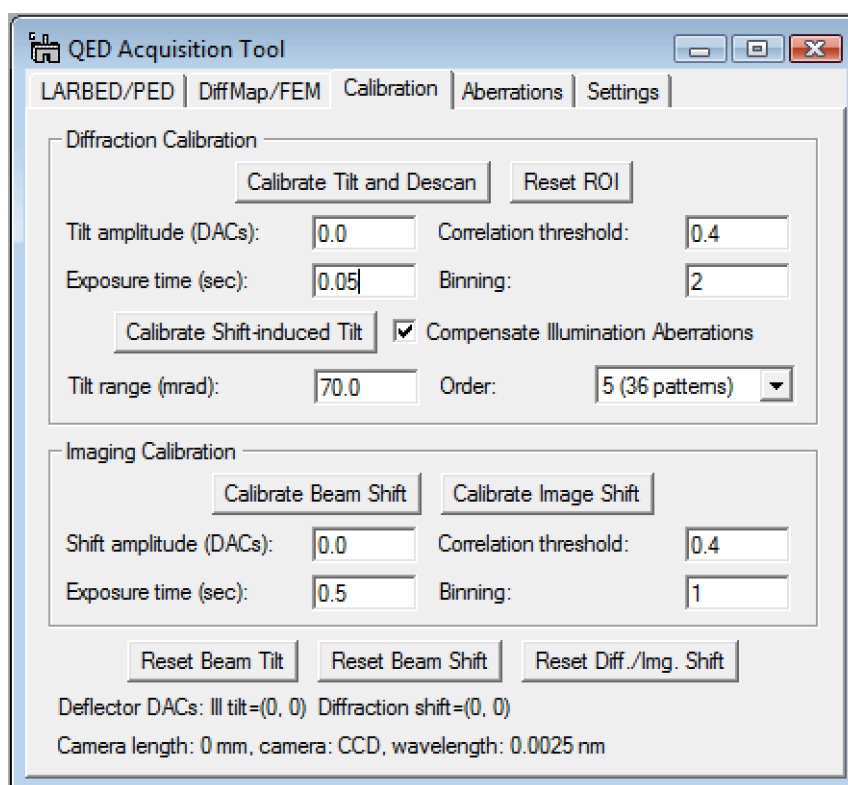 QED Acquisition Tool
LARBED/PED DiffMap/FEM Calibration Aberrations Settings
Diffraction Calibration
Calibrate Tilt and Descan Reset ROI
Tilt amplitude (DACs): 0.0 Correlation threshold: 0.4
Exposure time (sec): 0.05 Binning: 2
Calibrate Shift-induced Tilt Compensate Illumination Aberrations
Tilt range (mrad): 70.0 Order: 5 (36 patterns)
Imaging Calibration
Calibrate Beam Shift Calibrate Image Shift
Shift amplitude (DACs): 0.0 Correlation threshold: 0.4
Exposure time (sec): 0.5 Binning: 1
Reset Beam Tilt Reset Beam Shift Reset Diff./Img. Shift
Deflector DACs: Ill tilt=(0, 0) Diffraction shift=(0, 0)
Camera length: 0 mm, camera: CCD, wavelength: 0.0025 nm